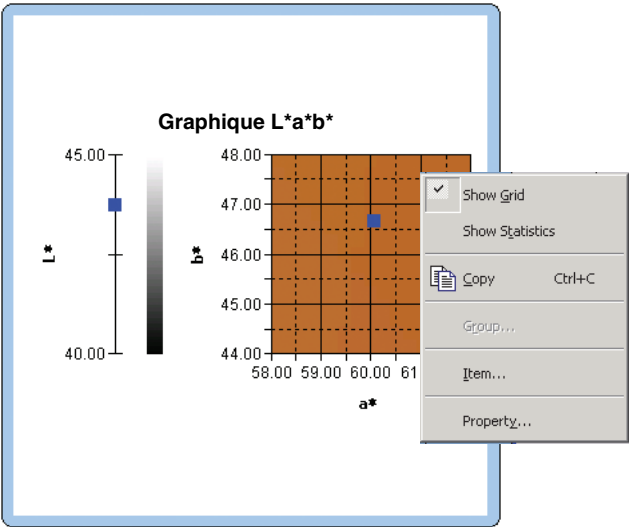 Graphique L*a*b*
45.00
40.00
L*
48.00
47.00
46.00
45.00
44.00
b*
58.00 59.00 60.00 61
a*
Show Grid
Show Statistics
Copy Ctrl+C
Group...
Item...
Property...